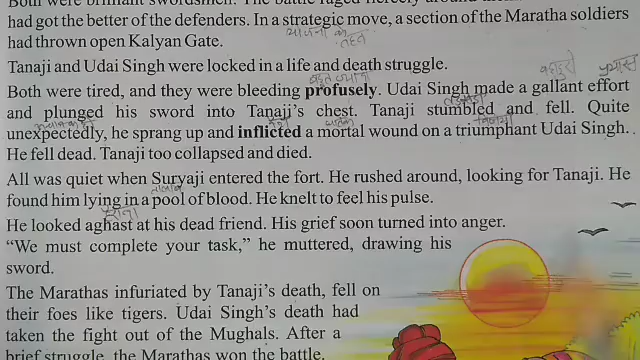 had got the better of the defenders. In a strategic move, a section of the Maratha soldiers
had thrown open Kalyan Gate.
Tanaji and Udai Singh were locked in a life and death struggle.
Both were tired, and they were bleeding profusely. Udai Singh made a gallant effort
and plunged his sword into Tanaji's chest. Tanaji stumbled and fell. Quite
unexpectedly, he sprang up and inflicted a mortal wound on a triumphant Udai Singh.
He fell dead. Tanaji too collapsed and died.
All was quiet when Suryaji entered the fort. He rushed around, looking for Tanaji. He
found him lying in a pool of blood. He knelt to feel his pulse.
He looked aghast at his dead friend. His grief soon turned into anger.
“We must complete your task,” he muttered, drawing his
sword.
The Marathas infuriated by Tanaji's death, fell on
their foes like tigers. Udai Singh's death had
taken the fight out of the Mughals. After a
brief struggle, the Marathas won the battle.